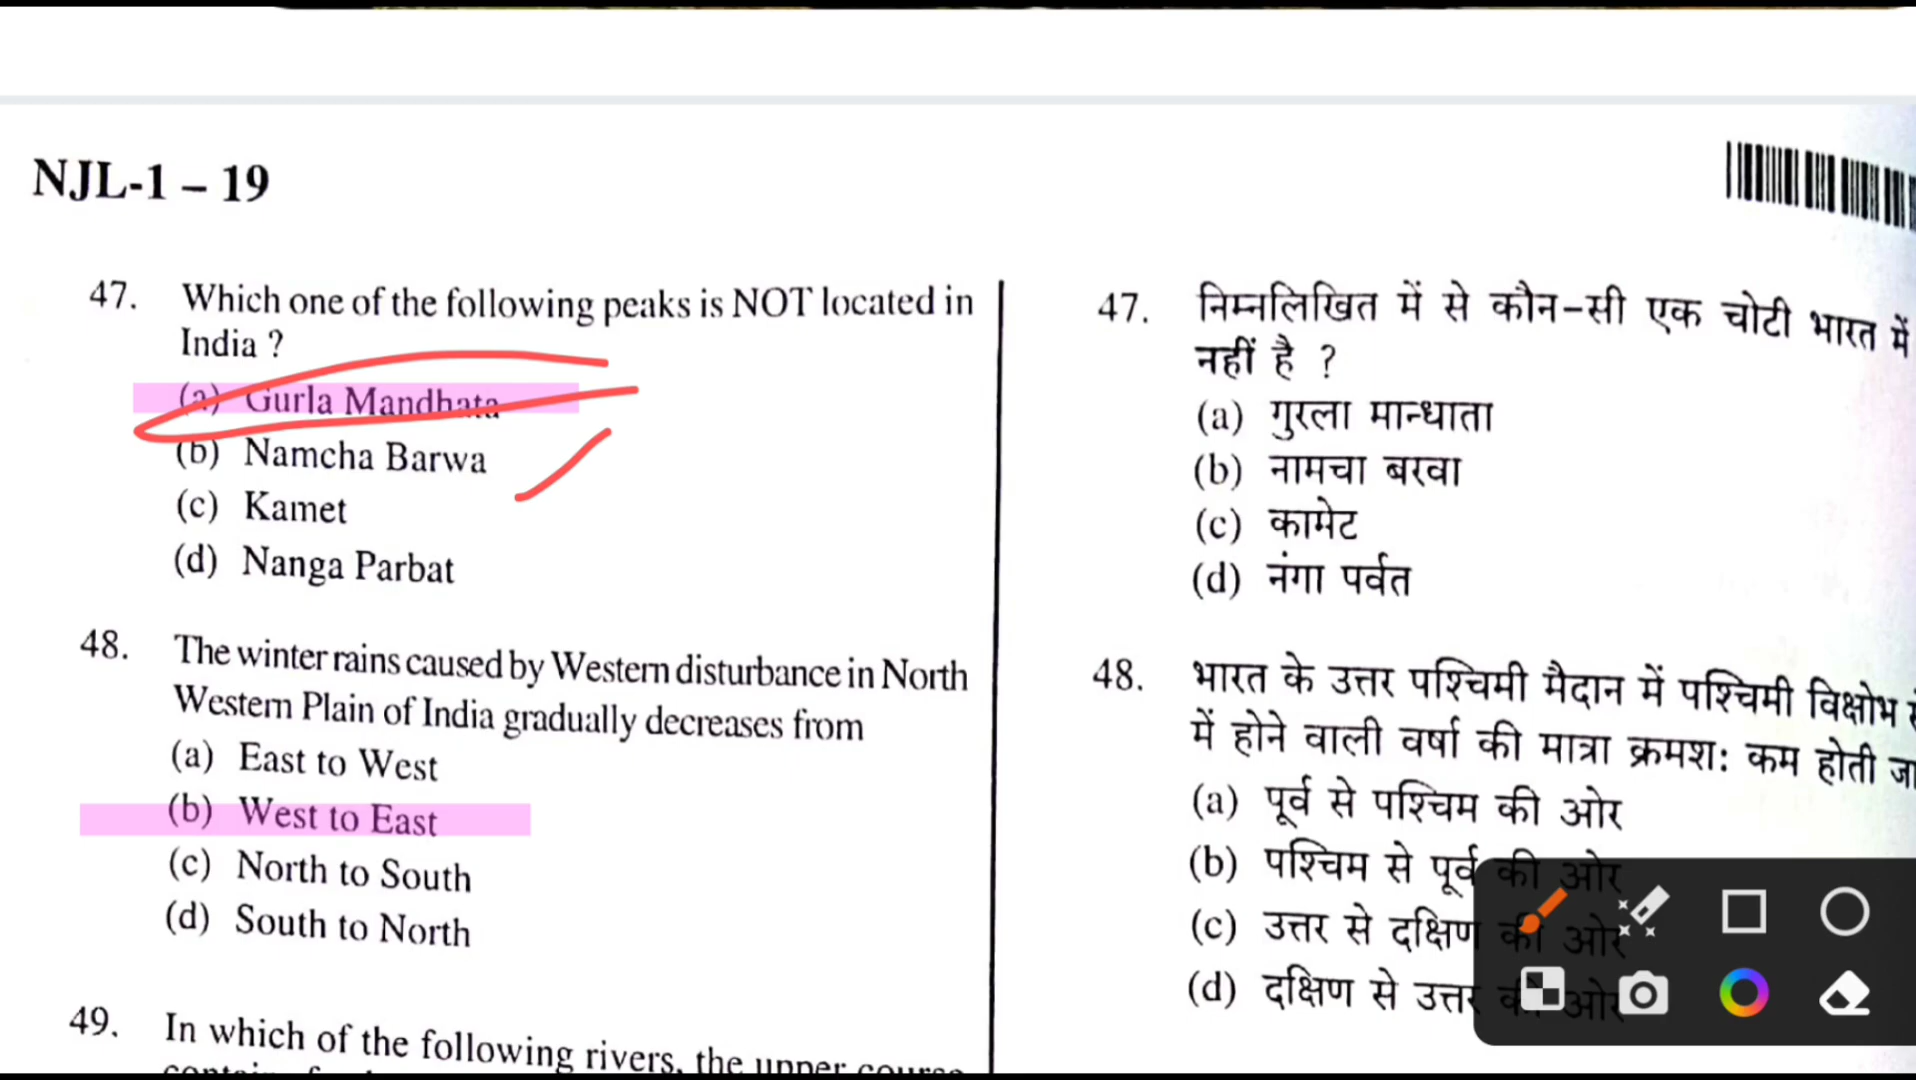 NJL-1 – 19
47. Which one of the following peaks is NOT located in
India ?
(a) Gurla Mandhata
(b) Namcha Barwa
(c) Kamet
(d) Nanga Parbat
48. The winter rains caused by Western disturbance in North
Western Plain of India gradually decreases from
(a) East to West
(b) West to East
(c) North to South
(d) South to North
49. In which of the following rivers, the upper course
47. निम्नलिखित में से कौन-सी एक चोटी भारत में
नहीं है ?
(a) गुरला मान्धाता
(b) नामचा बरवा
(c) कामेट
(d) नंगा पर्वत
48. भारत के उत्तर पश्चिमी मैदान में पश्चिमी विक्षोभ
में होने वाली वर्षा की मात्रा क्रमशः कम होती
(a) पूर्व से पश्चिम की ओर
(b) पश्चिम से पूर्व की ओर
(c) उत्तर से दक्षिण की ओर
(d) दक्षिण से उत्तर की ओर